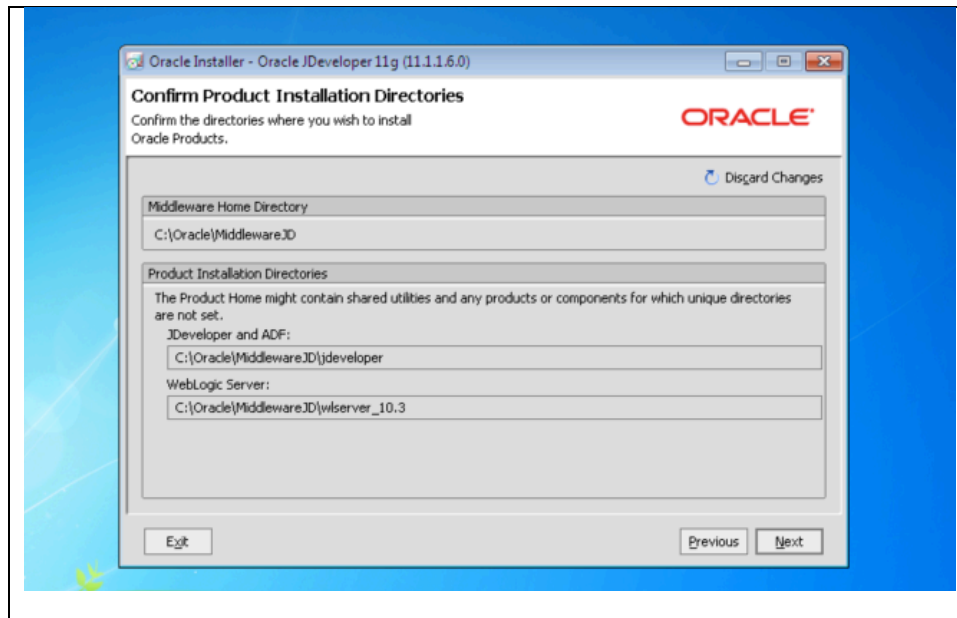 Oracle Installer - Oracle JDeveloper 11g (11.1.1.6.0)
Confirm Product Installation Directories
Confirm the directories where you wish to install
Oracle Products.
ORACLE
Discard Changes
Middleware Home Directory
C:\Oracle\MiddlewareJD
Product Installation Directories
The Product Home might contain shared utilities and any products or components for which unique directories
are not set.
JDeveloper and ADF:
C:\Oracle\MiddlewareJD\jdeveloper
WebLogic Server:
C:\Oracle\MiddlewareJD\wlserver_10.3
Exit
Previous
Next